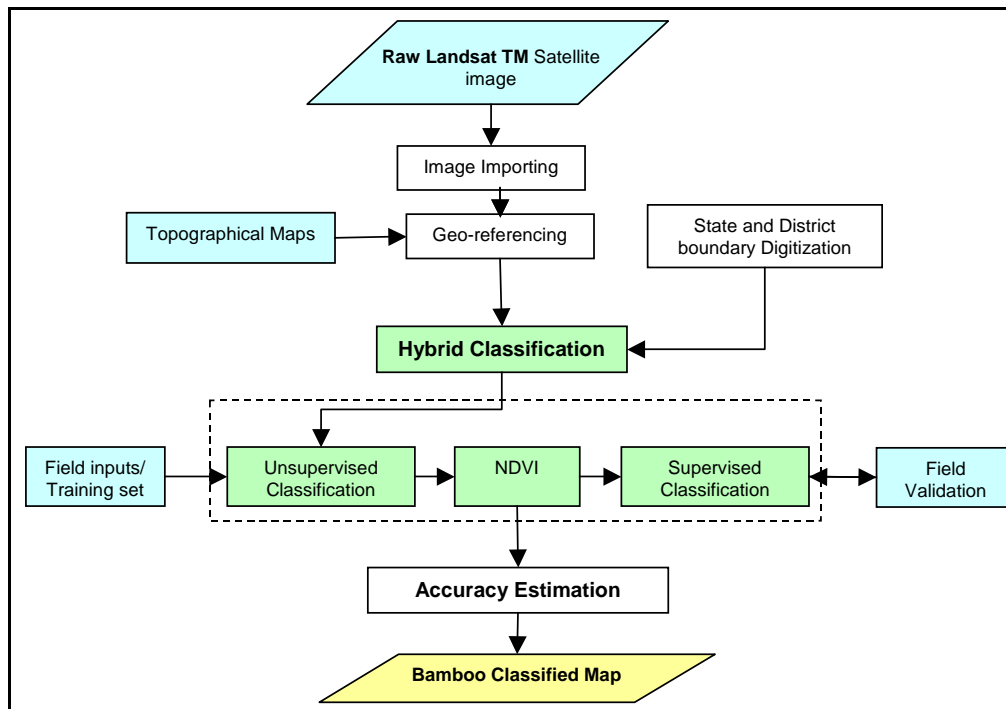 Raw Landsat TM Satellite
image
Image Importing
Topographical Maps
Geo-referencing
State and District
boundary Digitization
Hybrid Classification
Field inputs/
Training set
Unsupervised
Classification
NDVI
Supervised
Classification
Field
Validation
Accuracy Estimation
Bamboo Classified Map